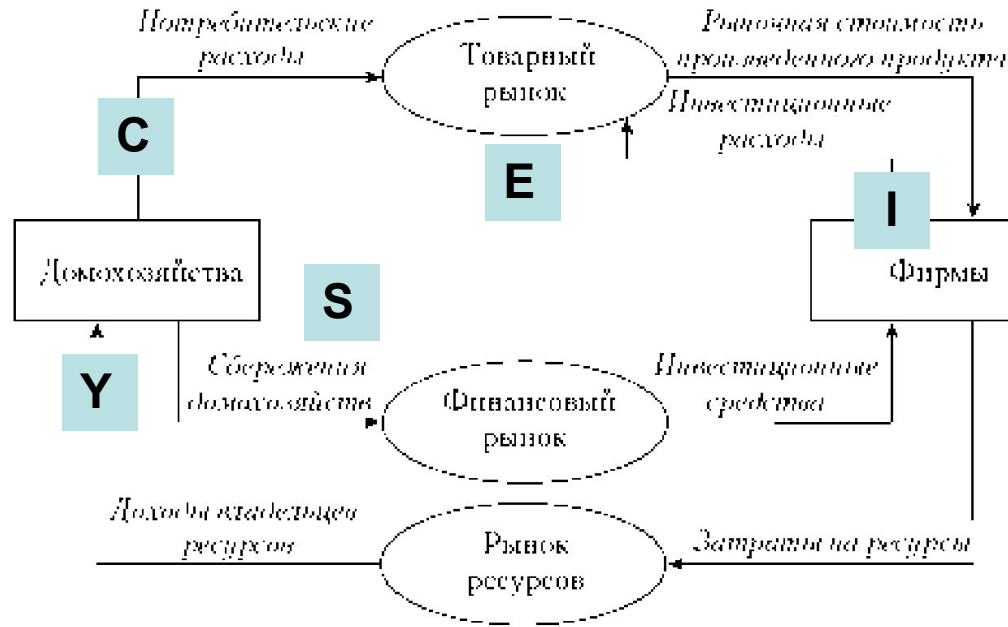 Потребительские
расходы
Товарный
рынок
Рыночная стоимость
произведенного продукта
Инвестиционные
расходы
C
E
I
Домохозяйства
Фирмы
S
Y
Сбережения
домохозяйств
Финансовый
рынок
Инвестиционные
средства
Доходы владельцев
ресурсов
Рынок
ресурсов
Затраты на ресурсы